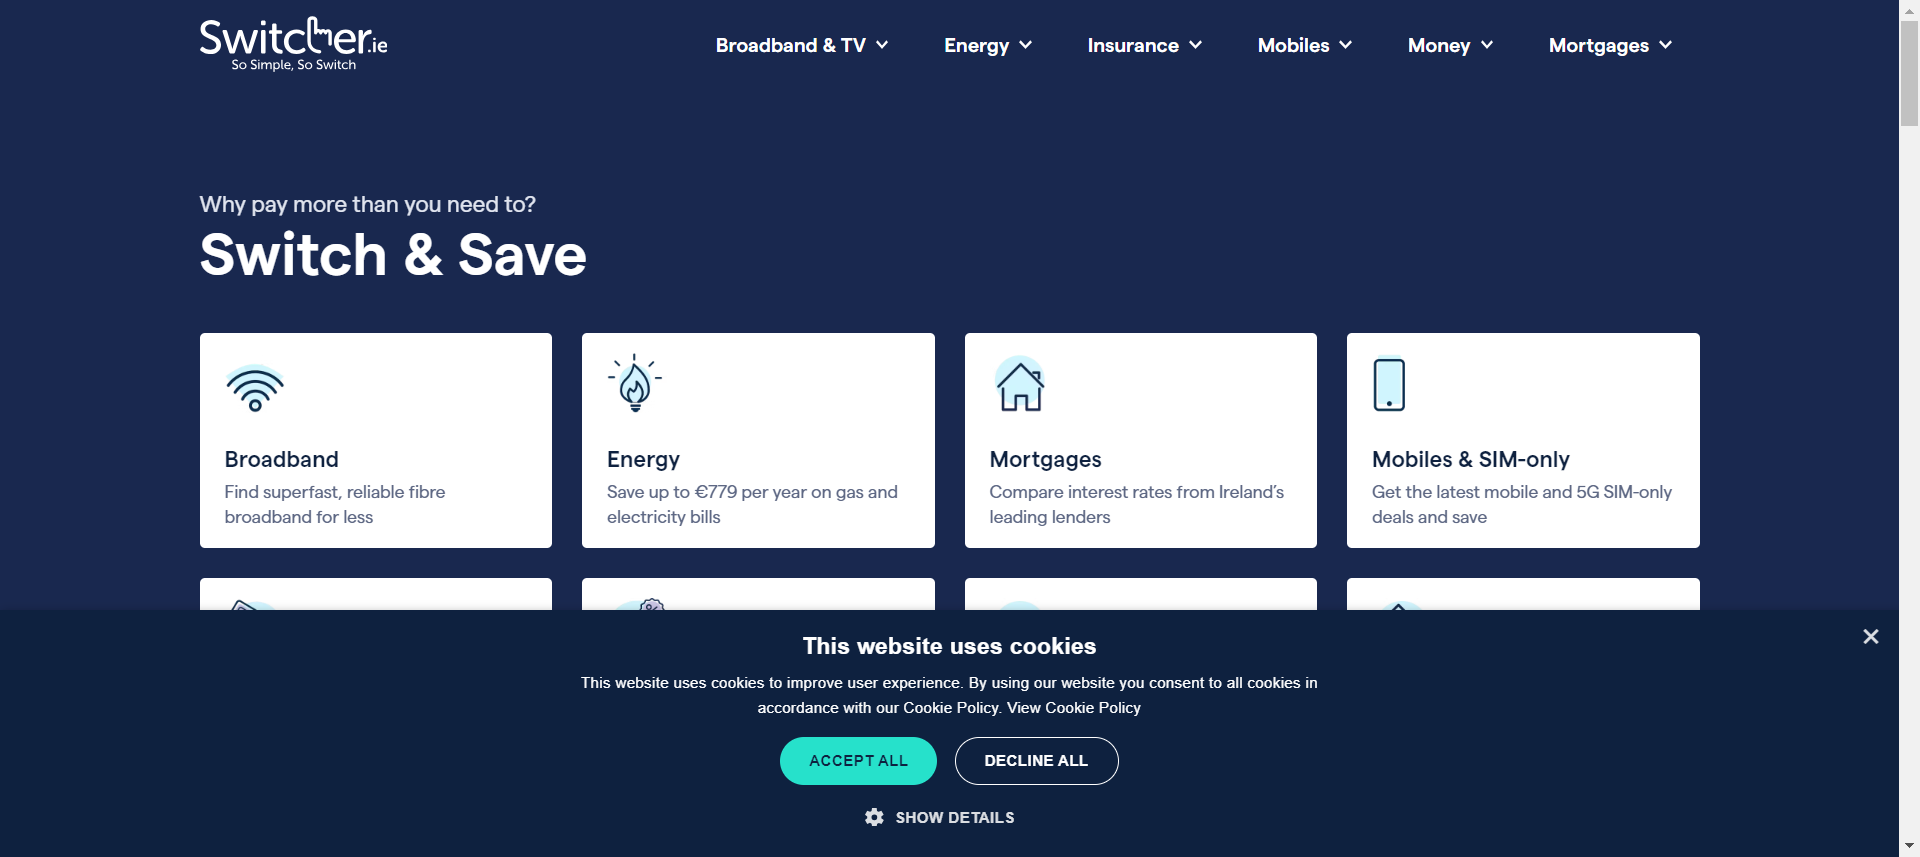 Switcher.ie
So Simple, So Switch
Broadband & TV
Energy
Insurance
Mobiles
Money
Mortgages
Why pay more than you need to?
Switch & Save
Broadband
Find superfast, reliable fibre
broadband for less
Energy
Save up to €779 per year on gas and
electricity bills
Mortgages
Compare interest rates from Ireland's
leading lenders
Mobiles & SIM-only
Get the latest mobile and 5G SIM-only
deals and save
This website uses cookies
This website uses cookies to improve user experience. By using our website you consent to all cookies in
accordance with our Cookie Policy. View Cookie Policy
ACCEPT ALL
DECLINE ALL
SHOW DETAILS